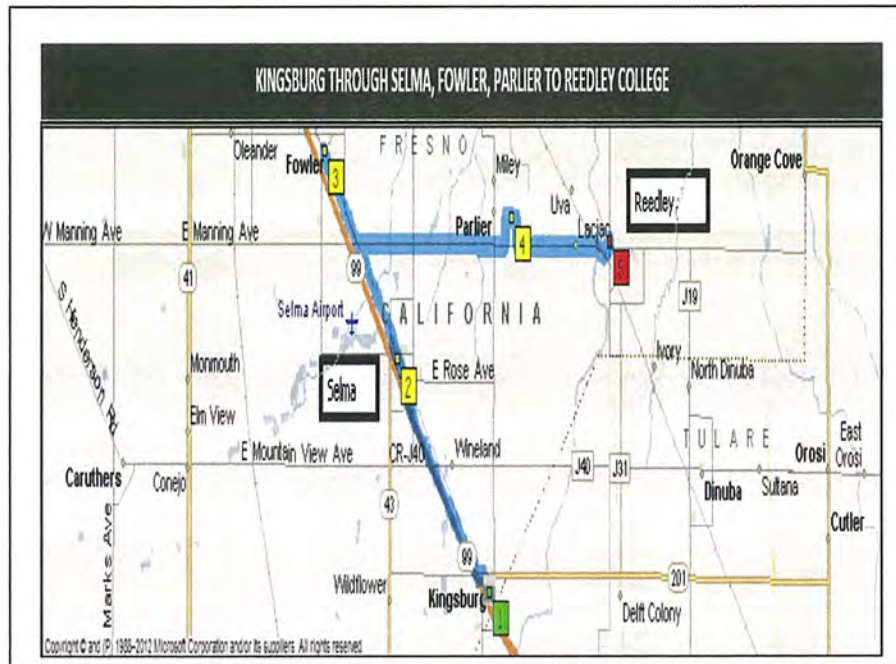 KINGSBURG THROUGH SELMA, FOWLER, PARLIER TO REEDLEY COLLEGE
Oleander
Fowler
FRESNO
Miley
Orange Cove
3
Uva
Reedley
Parlier
Lacjac
W Manning Ave
E Manning Ave
4
5
99
41
S Henderson Rd
Selma Airport
CALIFORNIA
J19
Monmouth
Selma
2
E Rose Ave
Ivory
North Dinuba
Elm View
TULARE
E Mountain View Ave
CR-J40
Wineland
Orosi
East
Orosi
Caruthers
Conejo
J40
J31
Dinuba
Sultana
43
Cutler
Marks Ave
99
Wildflower
201
Kingsburg
1
Delft Colony
Copyright © and (P) 1988-2012 Microsoft Corporation and/or its suppliers. All rights reserved.